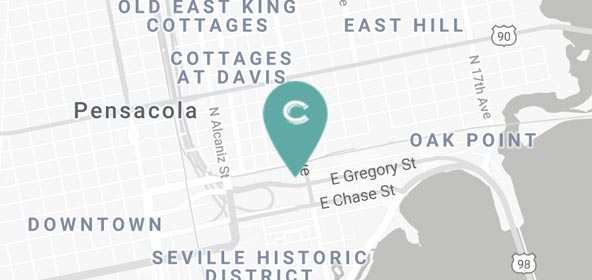 OLD EAST KING
COTTAGES
EAST HILL
90
COTTAGES
AT DAVIS
N 17th Ave
Pensacola
C
N Alcaniz St
OAK POINT
E Gregory St
E Chase St
DOWNTOWN
SEVILLE HISTORIC
DISTRICT
98